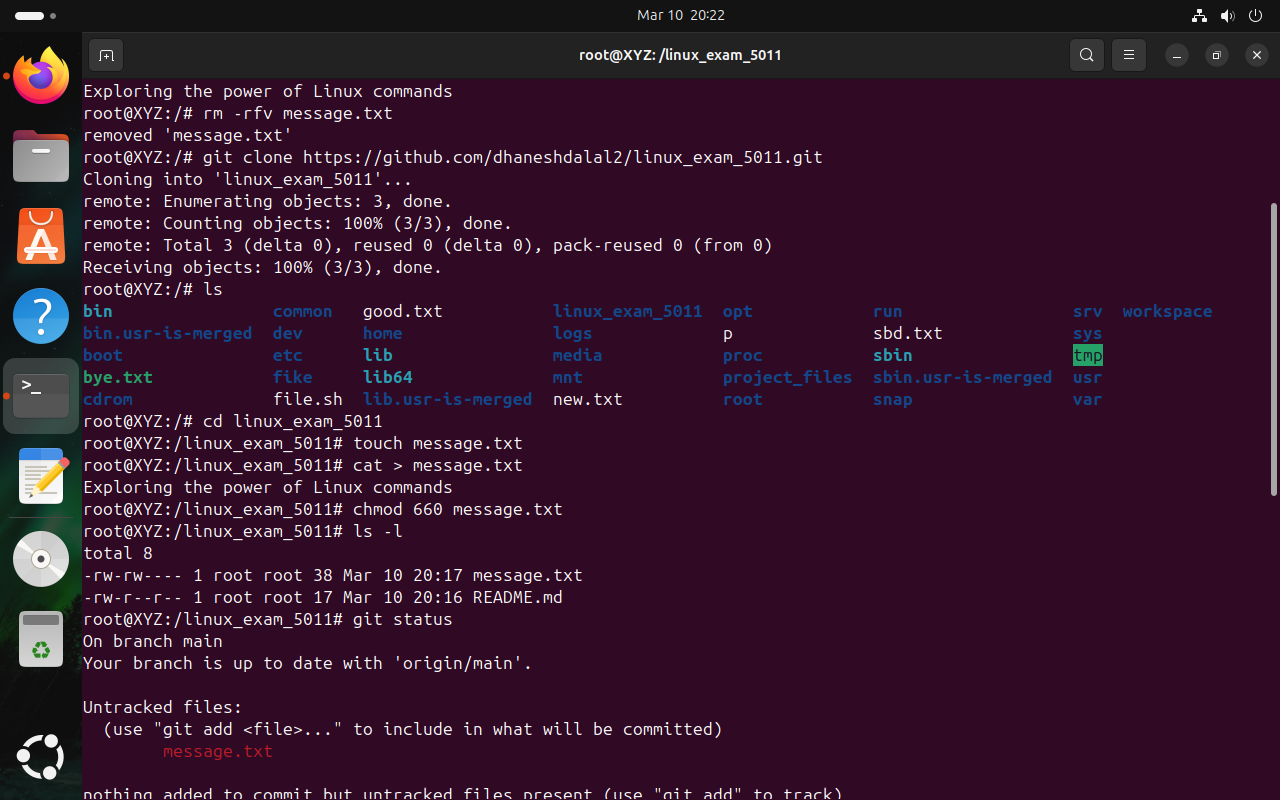 Mar 10 20:22
root@XYZ: /linux_exam_5011
Exploring the power of Linux commands
root@XYZ:/# rm -rfv message.txt
removed 'message.txt'
root@XYZ:/# git clone https://github.com/dhaneshdalal2/linux_exam_5011.git
Cloning into 'linux_exam_5011'...
remote: Enumerating objects: 3, done.
remote: Counting objects: 100% (3/3), done.
remote: Total 3 (delta 0), reused 0 (delta 0), pack-reused 0 (from 0)
Receiving objects: 100% (3/3), done.
root@XYZ:/# ls
bin common good.txt linux_exam_5011 opt run srv workspace
bin.usr-is-merged dev home logs p sbd.txt sys
boot etc lib media proc sbin tmp
bye.txt fike lib64 mnt project_files sbin.usr-is-merged usr
cdrom file.sh lib.usr-is-merged new.txt root snap var
root@XYZ:/# cd linux_exam_5011
root@XYZ:/linux_exam_5011# touch message.txt
root@XYZ:/linux_exam_5011# cat > message.txt
Exploring the power of Linux commands
root@XYZ:/linux_exam_5011# chmod 660 message.txt
root@XYZ:/linux_exam_5011# ls -l
total 8
-rw-rw---- 1 root root 38 Mar 10 20:17 message.txt
-rw-r--r-- 1 root root 17 Mar 10 20:16 README.md
root@XYZ:/linux_exam_5011# git status
On branch main
Your branch is up to date with 'origin/main'.
Untracked files:
(use "git add <file>..." to include in what will be committed)
message.txt
nothing added to commit but untracked files present (use "git add" to track)